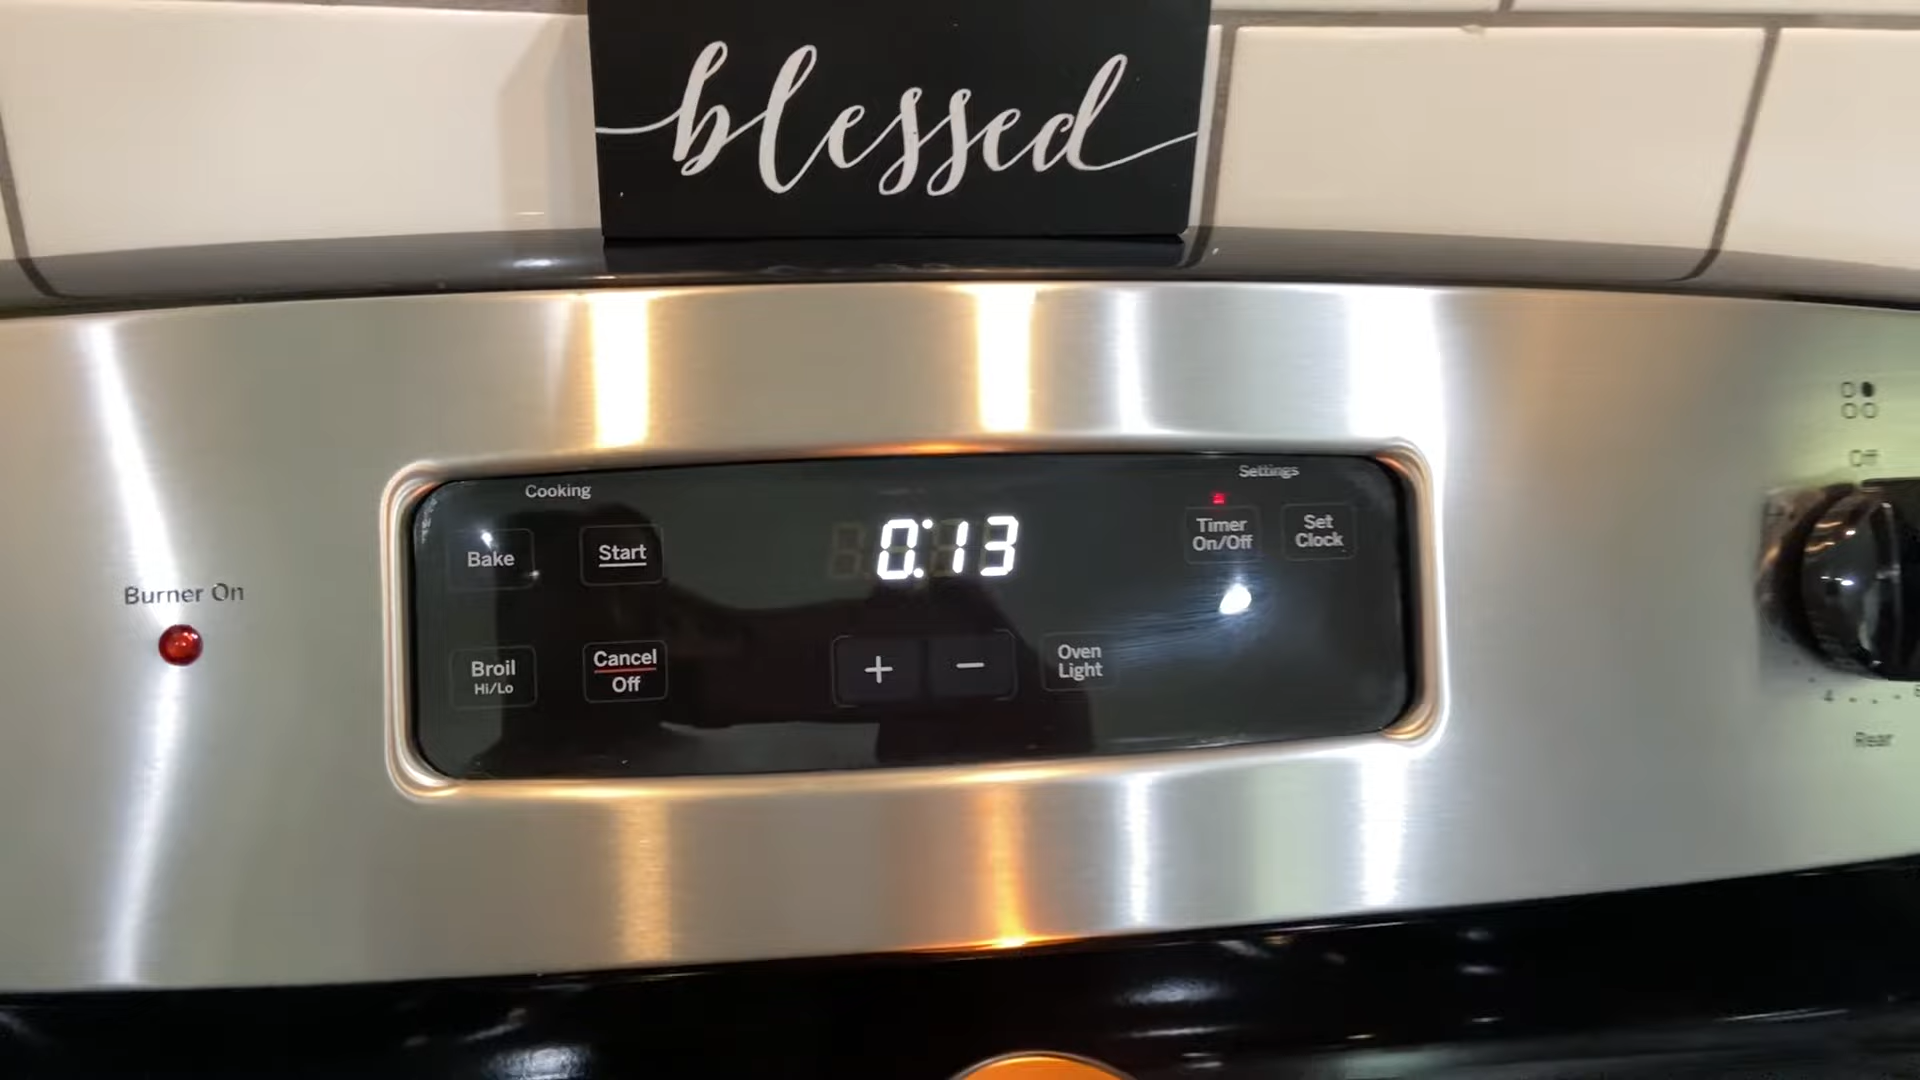 blessed
Cooking
Settings
Bake
Start
0:13
Timer
On/Off
Set
Clock
Burner On
Broil
Hi/Lo
Cancel
Off
+
−
Oven
Light
Off
4
Rear